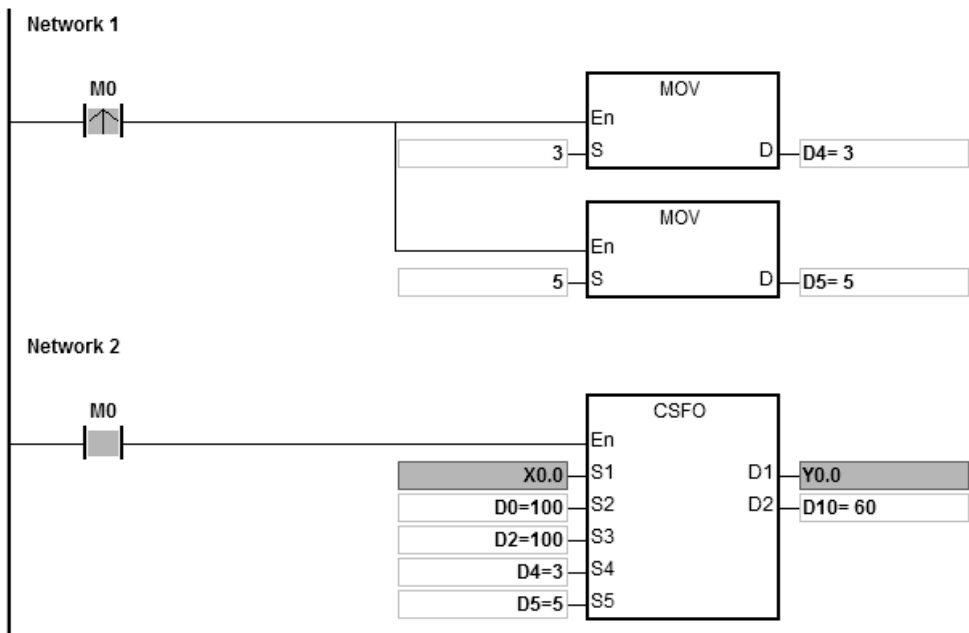 Network 1
M0
MOV
En
3 S D D4= 3
MOV
En
5 S D D5= 5
Network 2
M0
CSFO
En
X0.0 S1 D1 Y0.0
D0=100 S2 D2 D10= 60
D2=100 S3
D4=3 S4
D5=5 S5